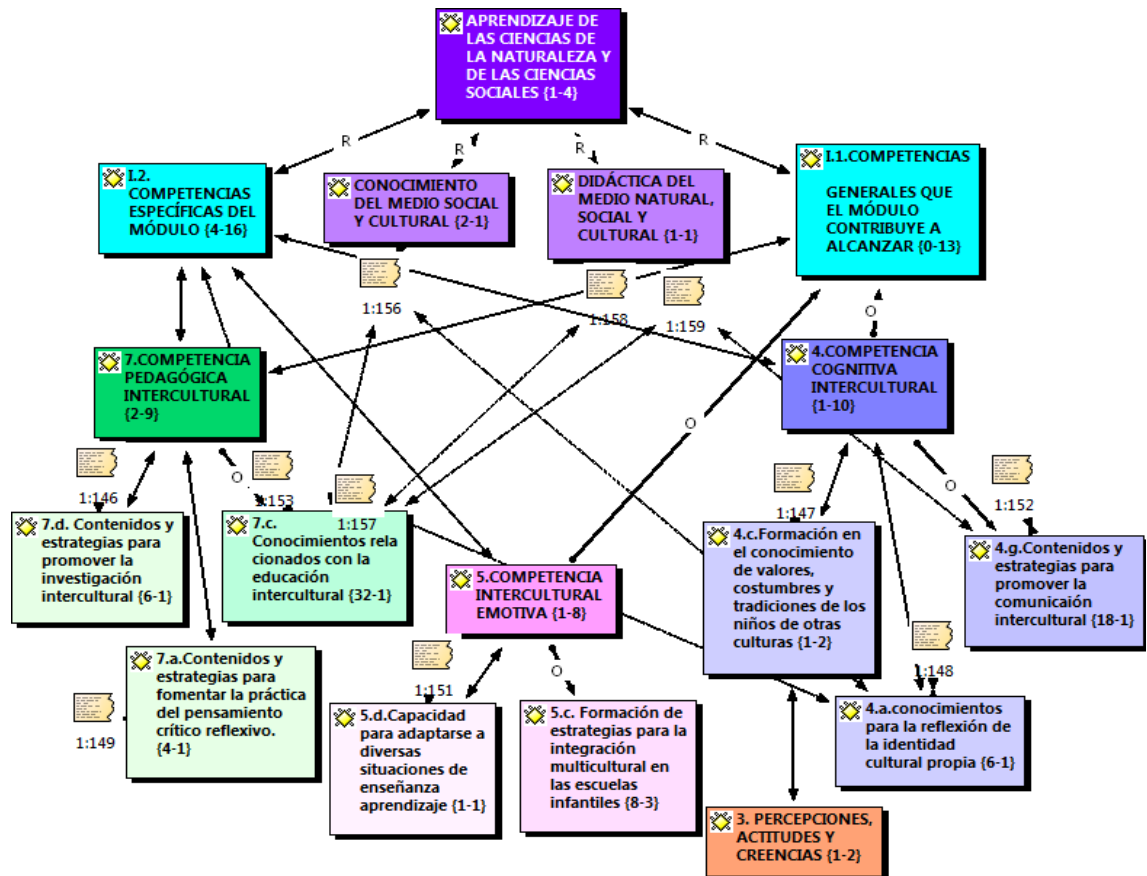 APRENDIZAJE DE
LAS CIENCIAS DE
LA NATURALEZA Y
DE LAS CIENCIAS
SOCIALES {1-4}
R
R
R
R
I.2.
COMPETENCIAS
ESPECÍFICAS DEL
MÓDULO {4-16}
CONOCIMIENTO
DEL MEDIO SOCIAL
Y CULTURAL {2-1}
DIDÁCTICA DEL
MEDIO NATURAL,
SOCIAL Y
CULTURAL {1-1}
I.1.COMPETENCIAS
GENERALES QUE
EL MÓDULO
CONTRIBUYE A
ALCANZAR {0-13}
1:156
1:158
1:159
O
7.COMPETENCIA
PEDAGÓGICA
INTERCULTURAL
{2-9}
4.COMPETENCIA
COGNITIVA
INTERCULTURAL
{1-10}
O
1:146
O
1:153
1:157
1:147
O
1:152
7.d. Contenidos y
estrategias para
promover la
investigación
intercultural {6-1}
7.c.
Conocimientos rela
cionados con la
educación
intercultural {32-1}
5.COMPETENCIA
INTERCULTURAL
EMOTIVA {1-8}
4.c.Formación en
el conocimiento
de valores,
costumbres y
tradiciones de los
niños de otras
culturas {1-2}
4.g.Contenidos y
estrategias para
promover la
comunicaión
intercultural {18-1}
1:149
7.a.Contenidos y
estrategias para
fomentar la práctica
del pensamiento
crítico reflexivo.
{4-1}
1:151
O
1:148
5.d.Capacidad
para adaptarse a
diversas
situaciones de
enseñanza
aprendizaje {1-1}
5.c. Formación de
estrategias para la
integración
multicultural en
las escuelas
infantiles {8-3}
4.a.conocimientos
para la reflexión de
la identidad
cultural propia {6-1}
3. PERCEPCIONES,
ACTITUDES Y
CREENCIAS {1-2}